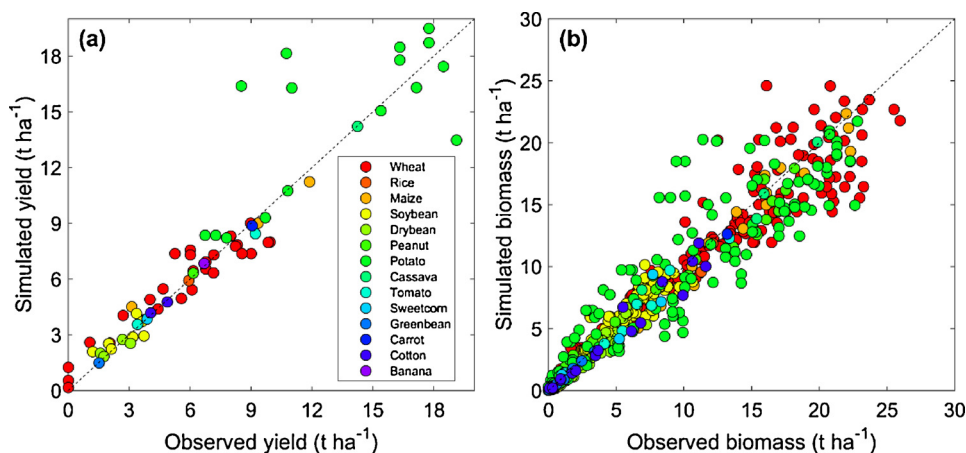 (a)
Simulated yield (t ha⁻¹)
18
15
12
9
6
3
0
Wheat
Rice
Maize
Soybean
Drybean
Peanut
Potato
Cassava
Tomato
Sweetcorn
Greenbean
Carrot
Cotton
Banana
0 3 6 9 12 15 18
Observed yield (t ha⁻¹)
(b)
Simulated biomass (t ha⁻¹)
30
25
20
15
10
5
0
0 5 10 15 20 25 30
Observed biomass (t ha⁻¹)